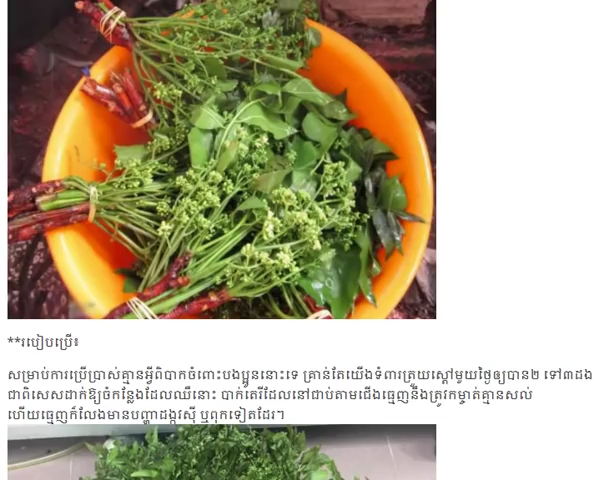 **របៀបប្រើ៖
សម្រាប់ការប្រើប្រាស់គ្មានអ្វីពិបាកចំពោះបងប្អូននោះទេ គ្រាន់តែយើងទំពារត្រួយស្ដៅមួយថ្ងៃឲ្យបាន២ ទៅ៣ដង
ជាពិសេសដាក់ឱ្យចំកន្លែងដែលឈឺនោះ បាក់តេរីដែលនៅជាប់តាមជើងធ្មេញនឹងត្រូវកម្ចាត់គ្មានសល់
ហើយធ្មេញក៏លែងមានបញ្ហាដង្កូវស៊ី ឬពុកទៀតដែរ។